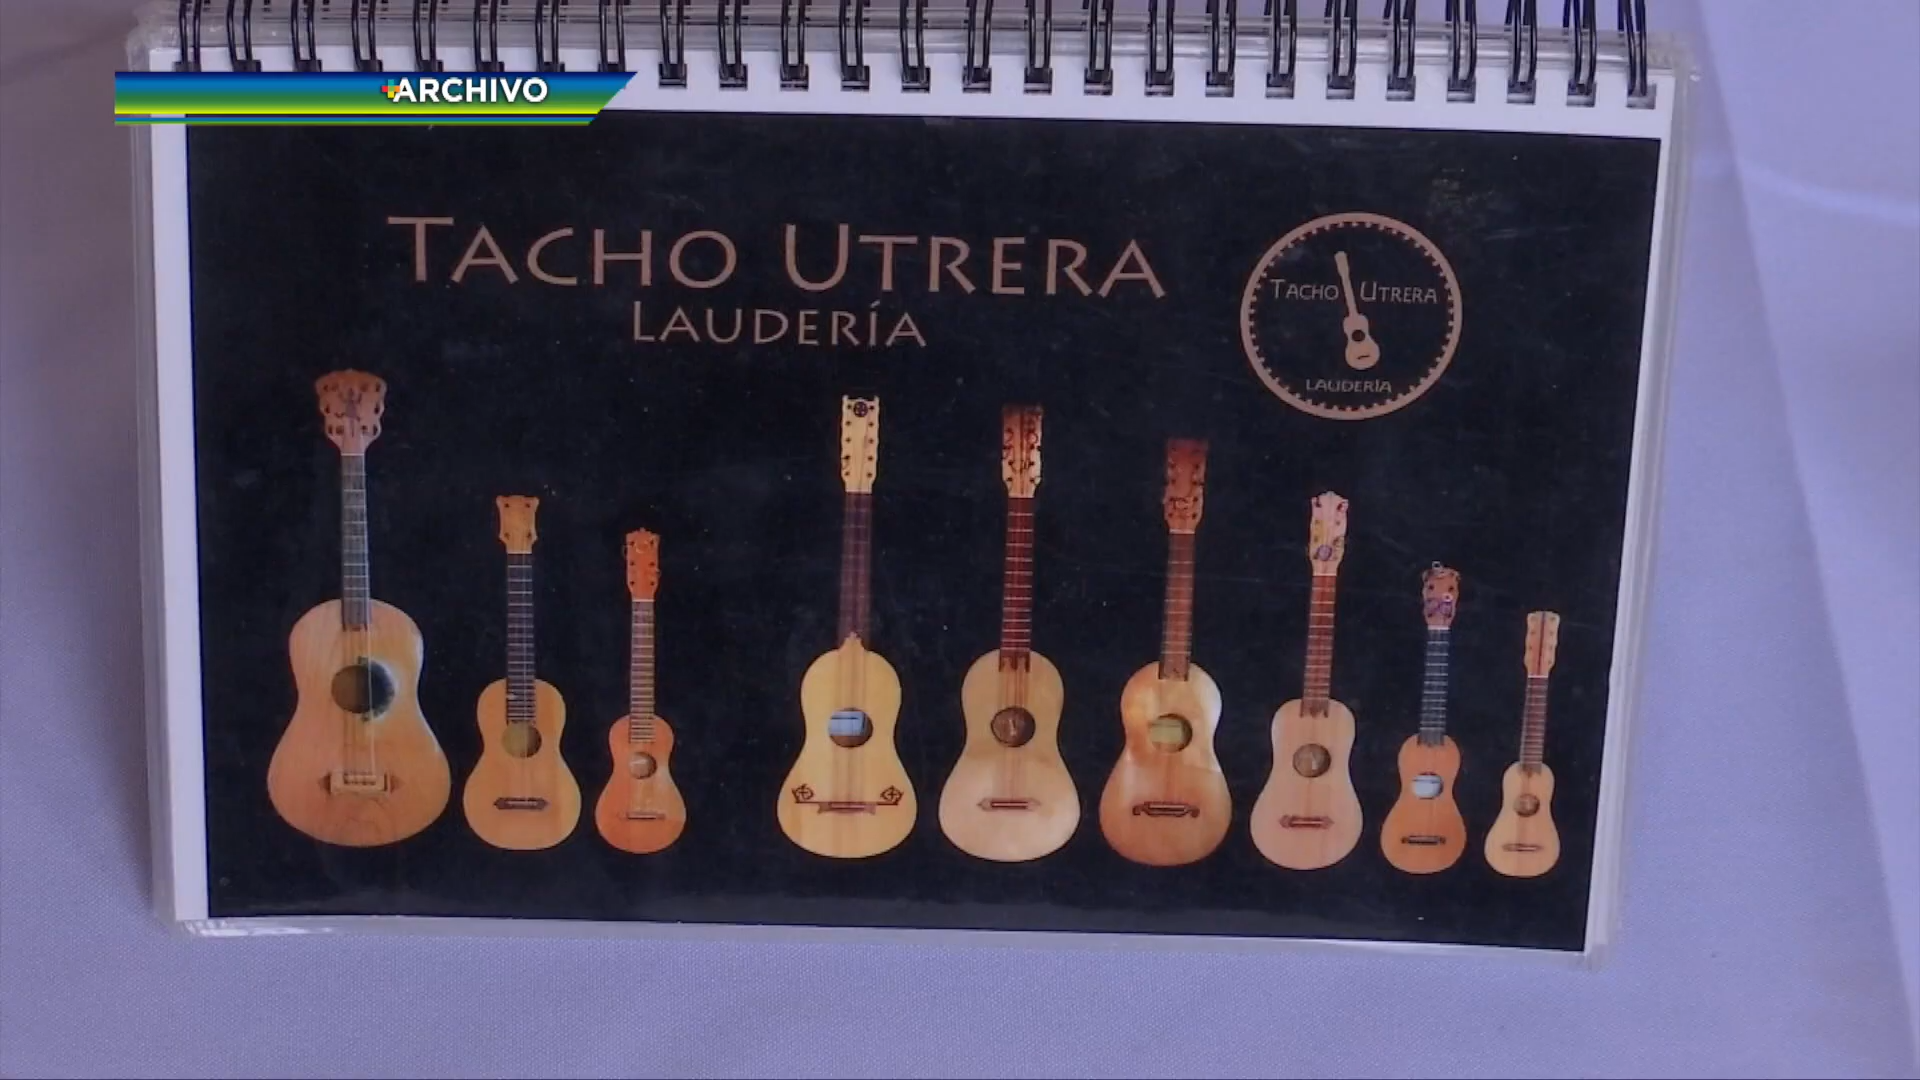 +ARCHIVO
TACHO UTRERA
LAUDERÍA
TACHO UTRERA
LAUDERÍA